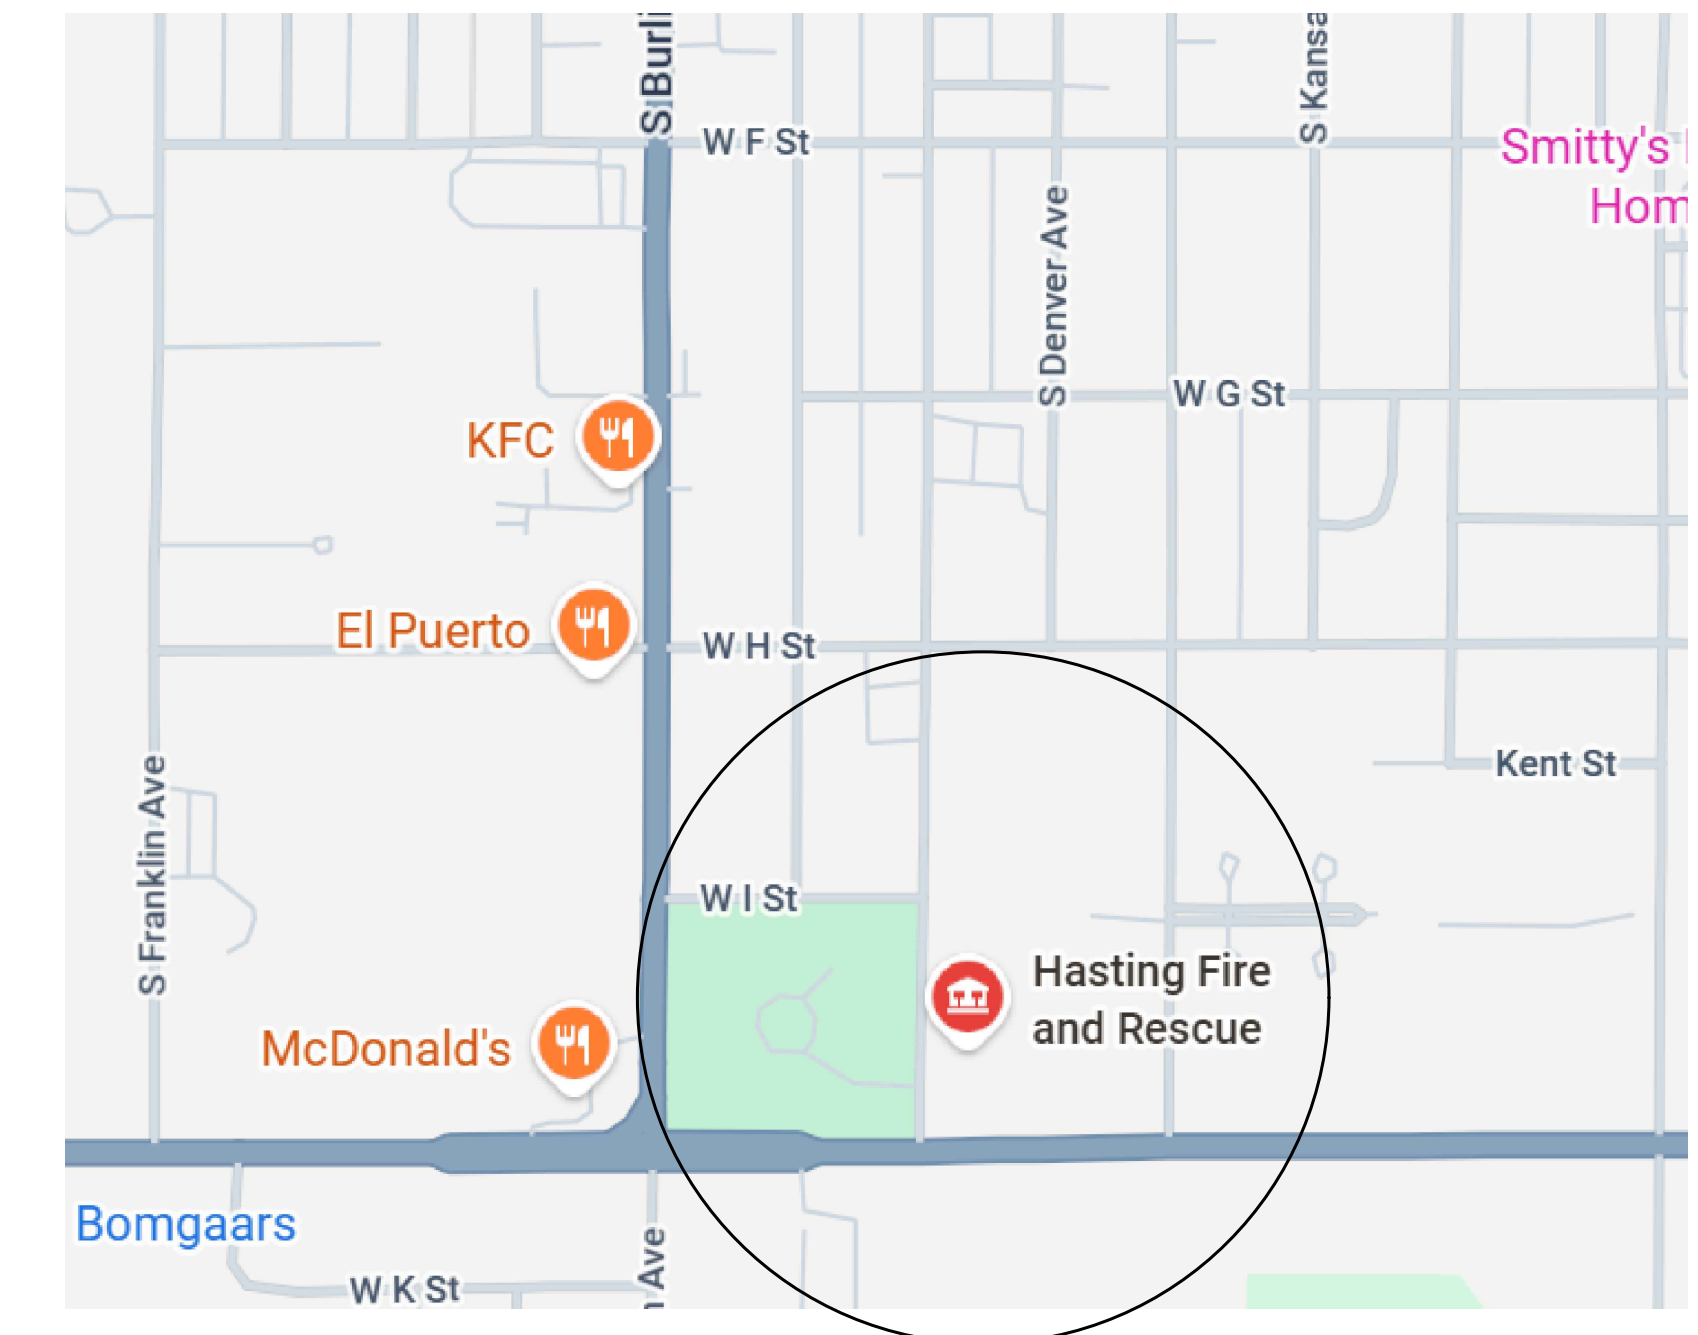 S Burli
S Kansa
W F St
Smitty's
Hom
S Denver Ave
W G St
KFC
El Puerto
W H St
Kent St
S Franklin Ave
W I St
Hasting Fire
and Rescue
McDonald's
Bomgaars
W K St
n Ave